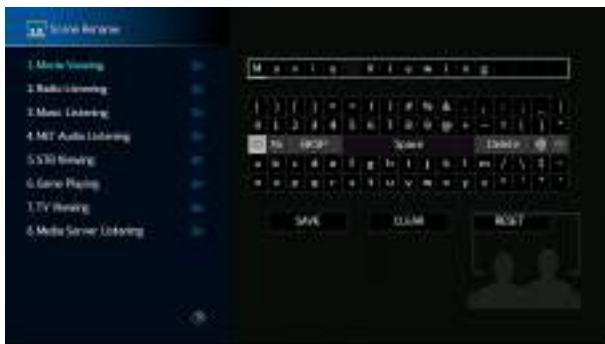 Scene Rename
1.Movie Viewing
2.Radio Listening
3.Music Listening
4.NET Audio Listening
5.STB Viewing
6.Game Playing
7.TV Viewing
8.Media Server Listening
M o v i e V i e w i n g
Space
Delete
a b c d e f g h i j k l m / \
n o p q r s t u v w x y z
SAVE CLEAR RESET